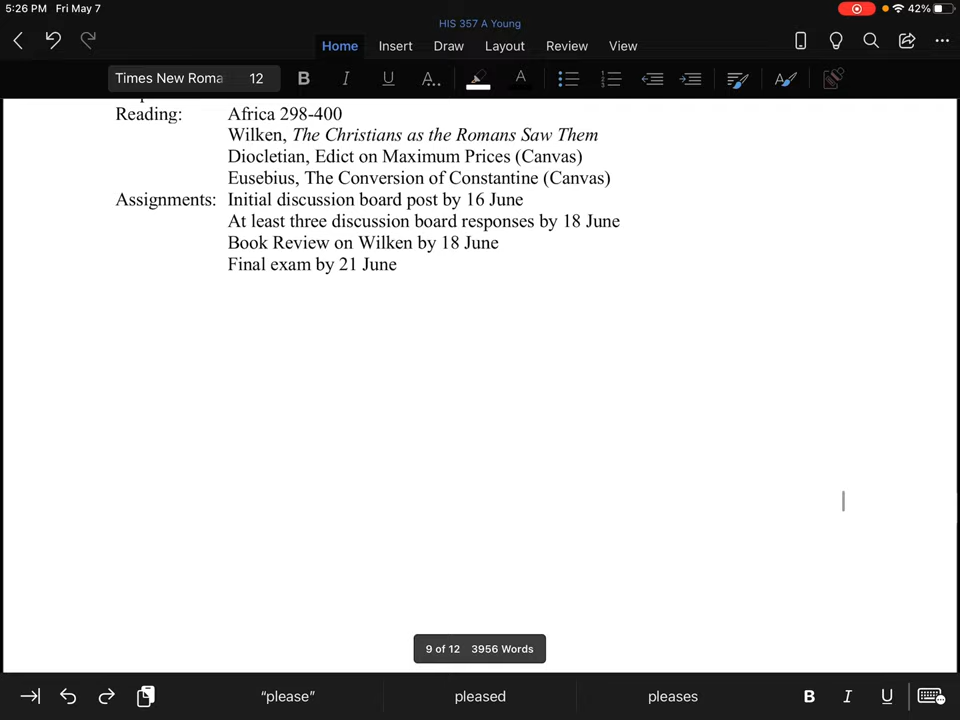 5:26 PM Fri May 7
42%
HIS 357 A Young
Home Insert Draw Layout Review View
Times New Roma 12 B I U A... A
Reading: Africa 298-400
Wilken, The Christians as the Romans Saw Them
Diocletian, Edict on Maximum Prices (Canvas)
Eusebius, The Conversion of Constantine (Canvas)
Assignments: Initial discussion board post by 16 June
At least three discussion board responses by 18 June
Book Review on Wilken by 18 June
Final exam by 21 June
9 of 12 3956 Words
“please” pleased pleases B I U